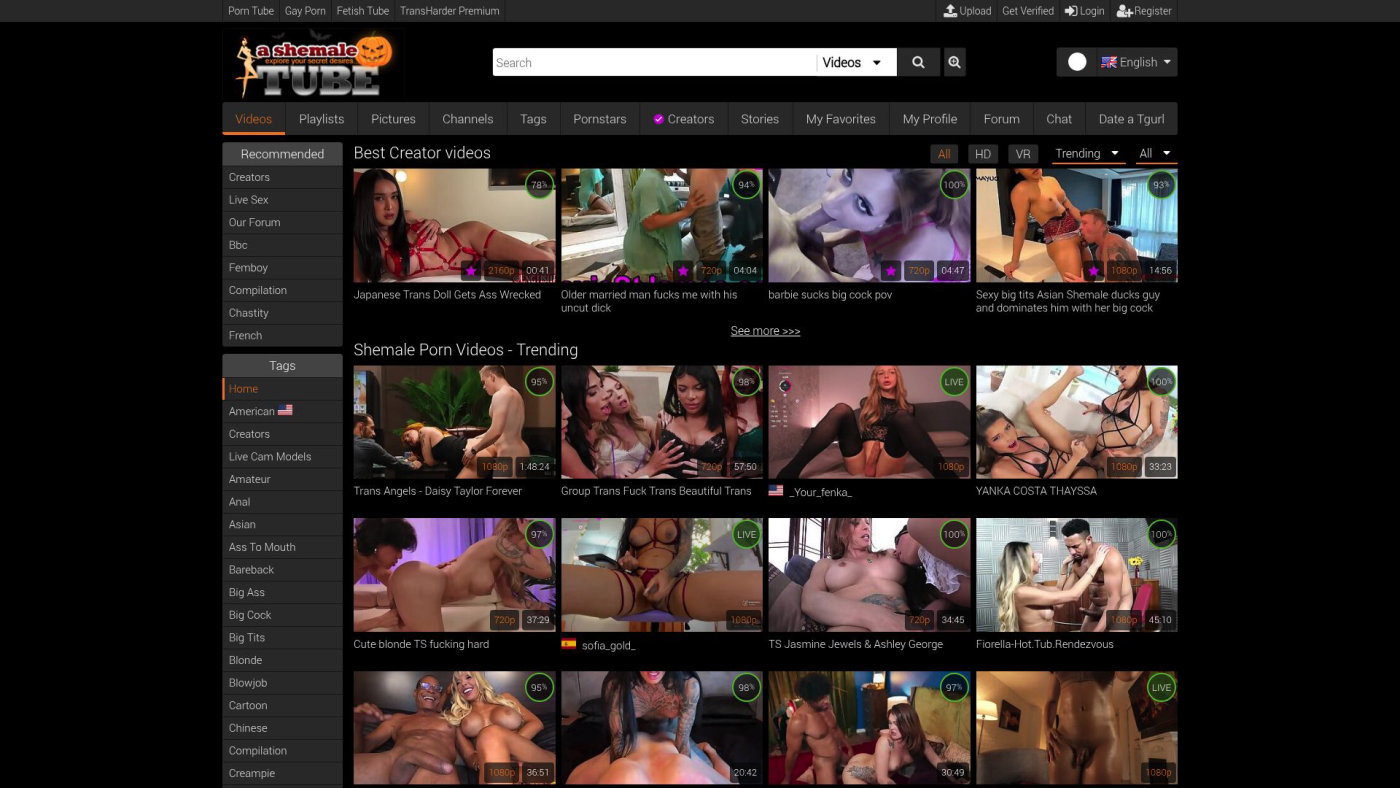 Porn Tube
Gay Porn
Fetish Tube
TransHarder Premium
Upload
Get Verified
Login
Register
a shemale
explore your secret desires
TUBE
Search
Videos
English
Videos
Playlists
Pictures
Channels
Tags
Pornstars
Creators
Stories
My Favorites
My Profile
Forum
Chat
Date a Tgurl
Recommended
Creators
Live Sex
Our Forum
Bbc
Femboy
Compilation
Chastity
French
Tags
Home
American
Creators
Live Cam Models
Amateur
Anal
Asian
Ass To Mouth
Bareback
Big Ass
Big Cock
Big Tits
Blonde
Blowjob
Cartoon
Chinese
Compilation
Creampie
Best Creator videos
All
HD
VR
Trending
All
78%
2160p
00:41
Japanese Trans Doll Gets Ass Wrecked
94%
720p
04:04
Older married man fucks me with his
uncut dick
100%
720p
04:47
barbie sucks big cock pov
93%
1080p
14:56
Sexy big tits Asian Shemale ducks guy
and dominates him with her big cock
See more >>>
Shemale Porn Videos - Trending
95%
1080p
1:48:24
Trans Angels - Daisy Taylor Forever
98%
720p
57:50
Group Trans Fuck Trans Beautiful Trans
LIVE
1080p
_Your_fenka_
100%
1080p
33:23
YANKA COSTA THAYSSA
97%
720p
37:29
Cute blonde TS fucking hard
LIVE
1080p
sofia_gold_
100%
720p
34:45
TS Jasmine Jewels & Ashley George
100%
1080p
45:10
Fiorella-Hot.Tub.Rendezvous
95%
1080p
36:51
98%
20:42
97%
30:49
LIVE
1080p